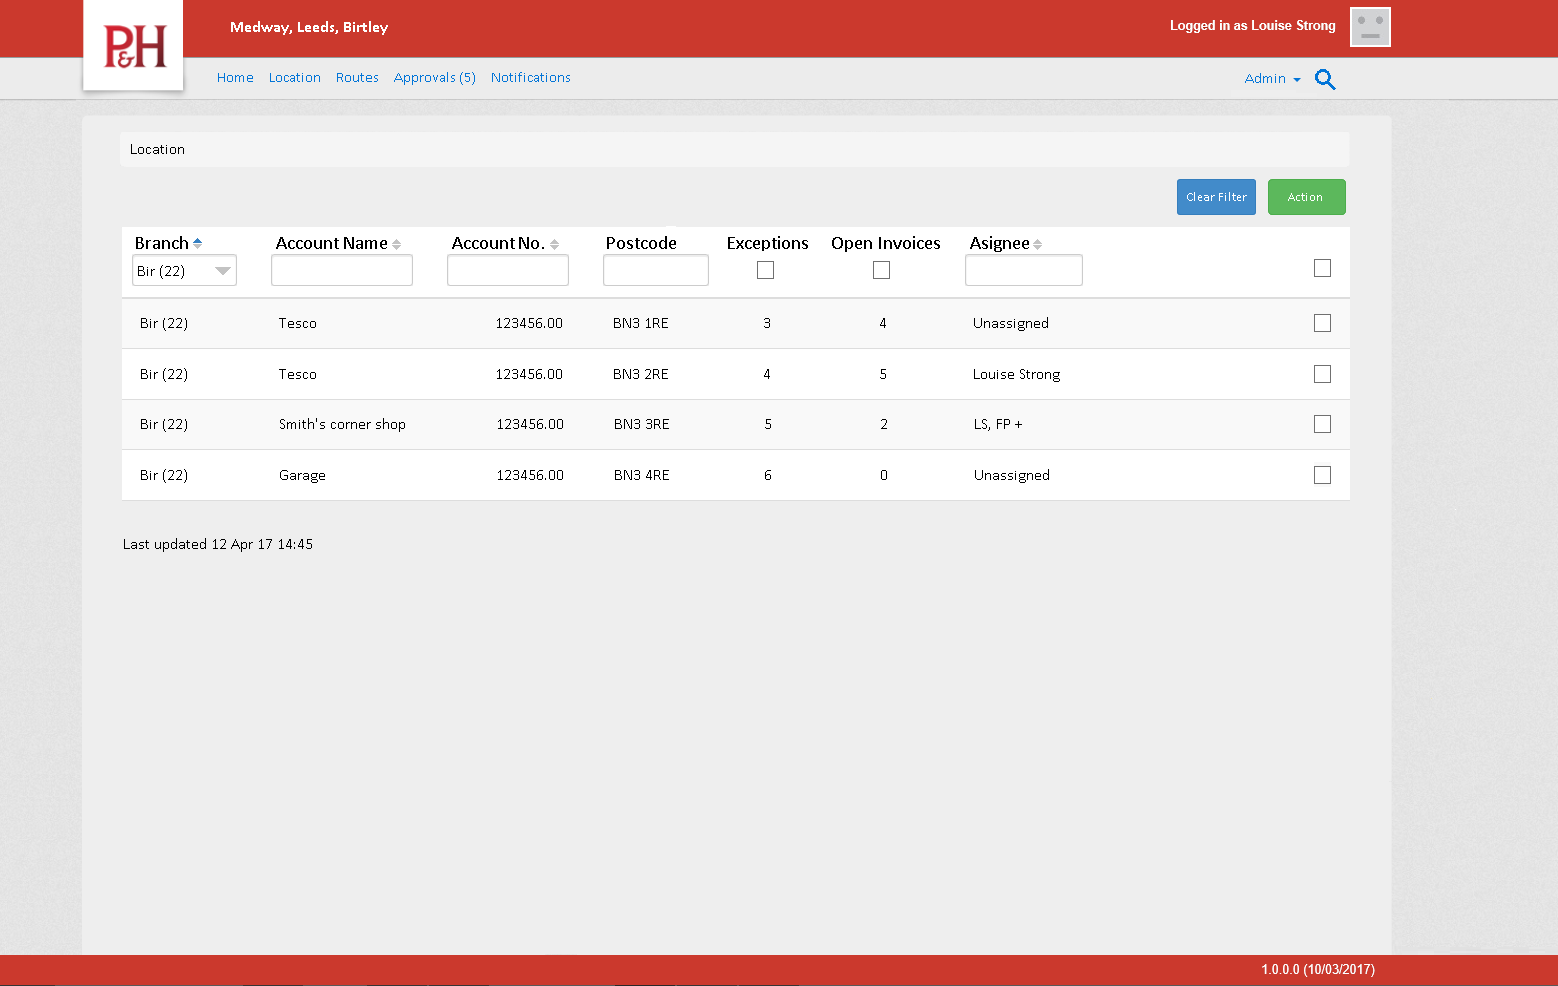 P&H
Medway, Leeds, Birtley
Logged in as Louise Strong
Home Location Routes Approvals (5) Notifications
Admin
Location
Clear Filter Action
Branch Account Name Account No. Postcode Exceptions Open Invoices Asignee
Bir (22)
Bir (22) Tesco 123456.00 BN3 1RE 3 4 Unassigned
Bir (22) Tesco 123456.00 BN3 2RE 4 5 Louise Strong
Bir (22) Smith's corner shop 123456.00 BN3 3RE 5 2 LS, FP +
Bir (22) Garage 123456.00 BN3 4RE 6 0 Unassigned
Last updated 12 Apr 17 14:45
1.0.0.0 (10/03/2017)